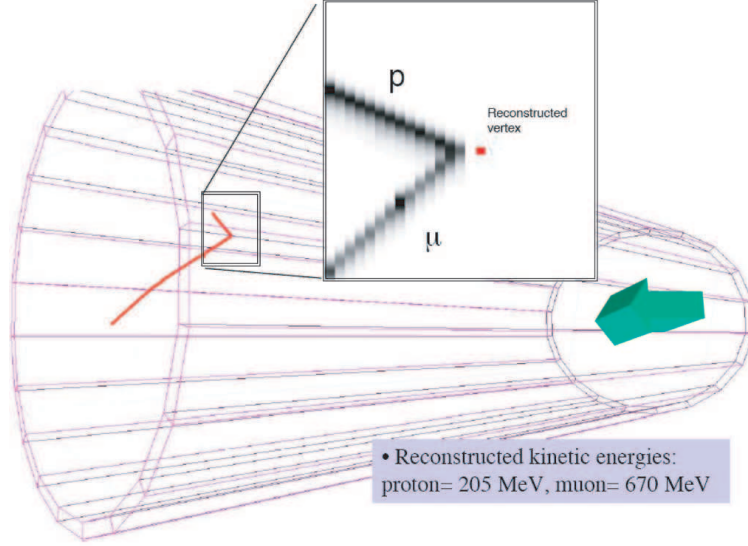 p
Reconstructed
vertex
μ
• Reconstructed kinetic energies:
proton= 205 MeV, muon= 670 MeV